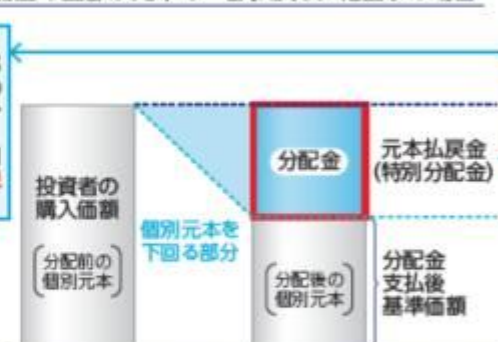 投資者の
購入価額
(分配前の
個別元本)
個別元本を
下回る部分
分配金
(分配後の
個別元本)
元本払戻金
(特別分配金)
分配金
支払後
基準価額